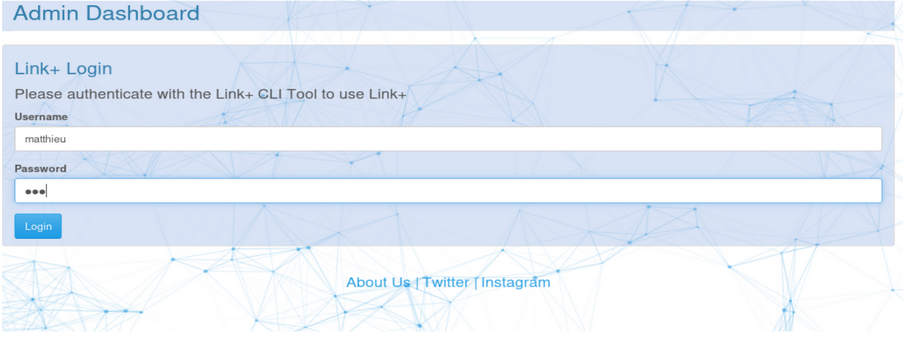 Admin Dashboard
Link+ Login
Please authenticate with the Link+ CLI Tool to use Link+
Username
matthieu
Password
●●●
Login
About Us | Twitter | Instagram